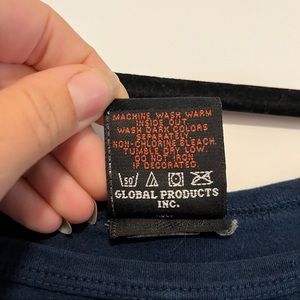 MACHINE WASH WARM
INSIDE OUT
WASH DARK COLORS
SEPARATELY.
NON-CHLORINE BLEACH.
TUMBLE DRY LOW.
DO NOT IRON
IF DECORATED.
50
GLOBAL PRODUCTS
INC.